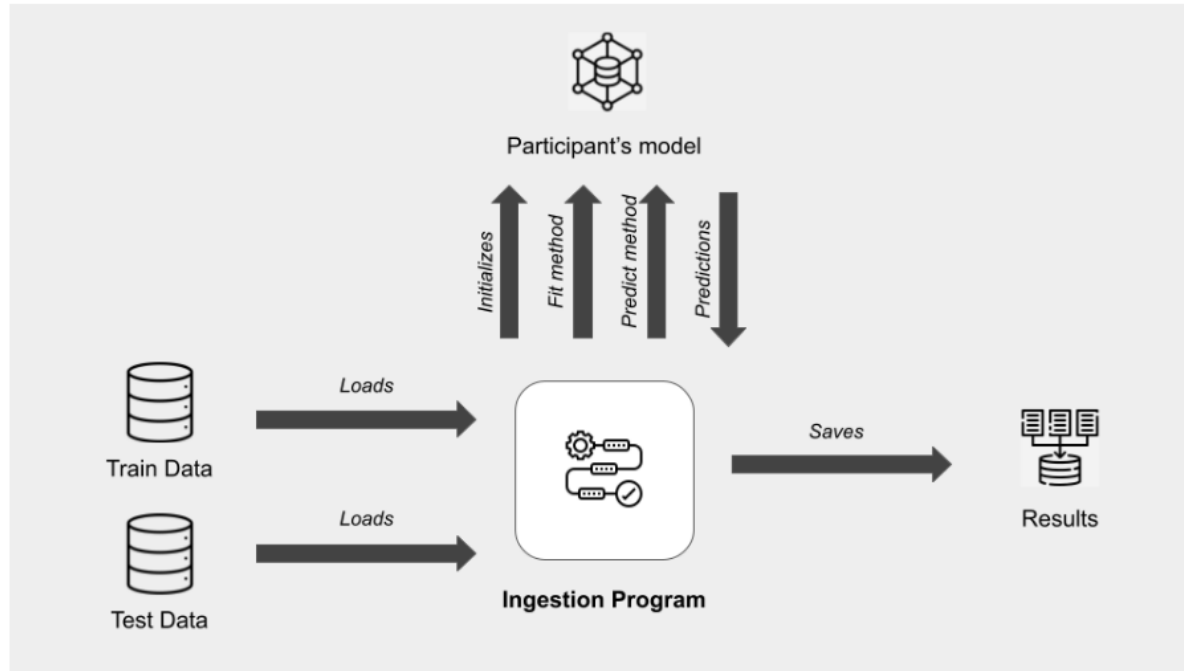 Participant's model
Initializes
Fit method
Predict method
Predictions
Loads
Train Data
Loads
Test Data
Ingestion Program
Saves
Results